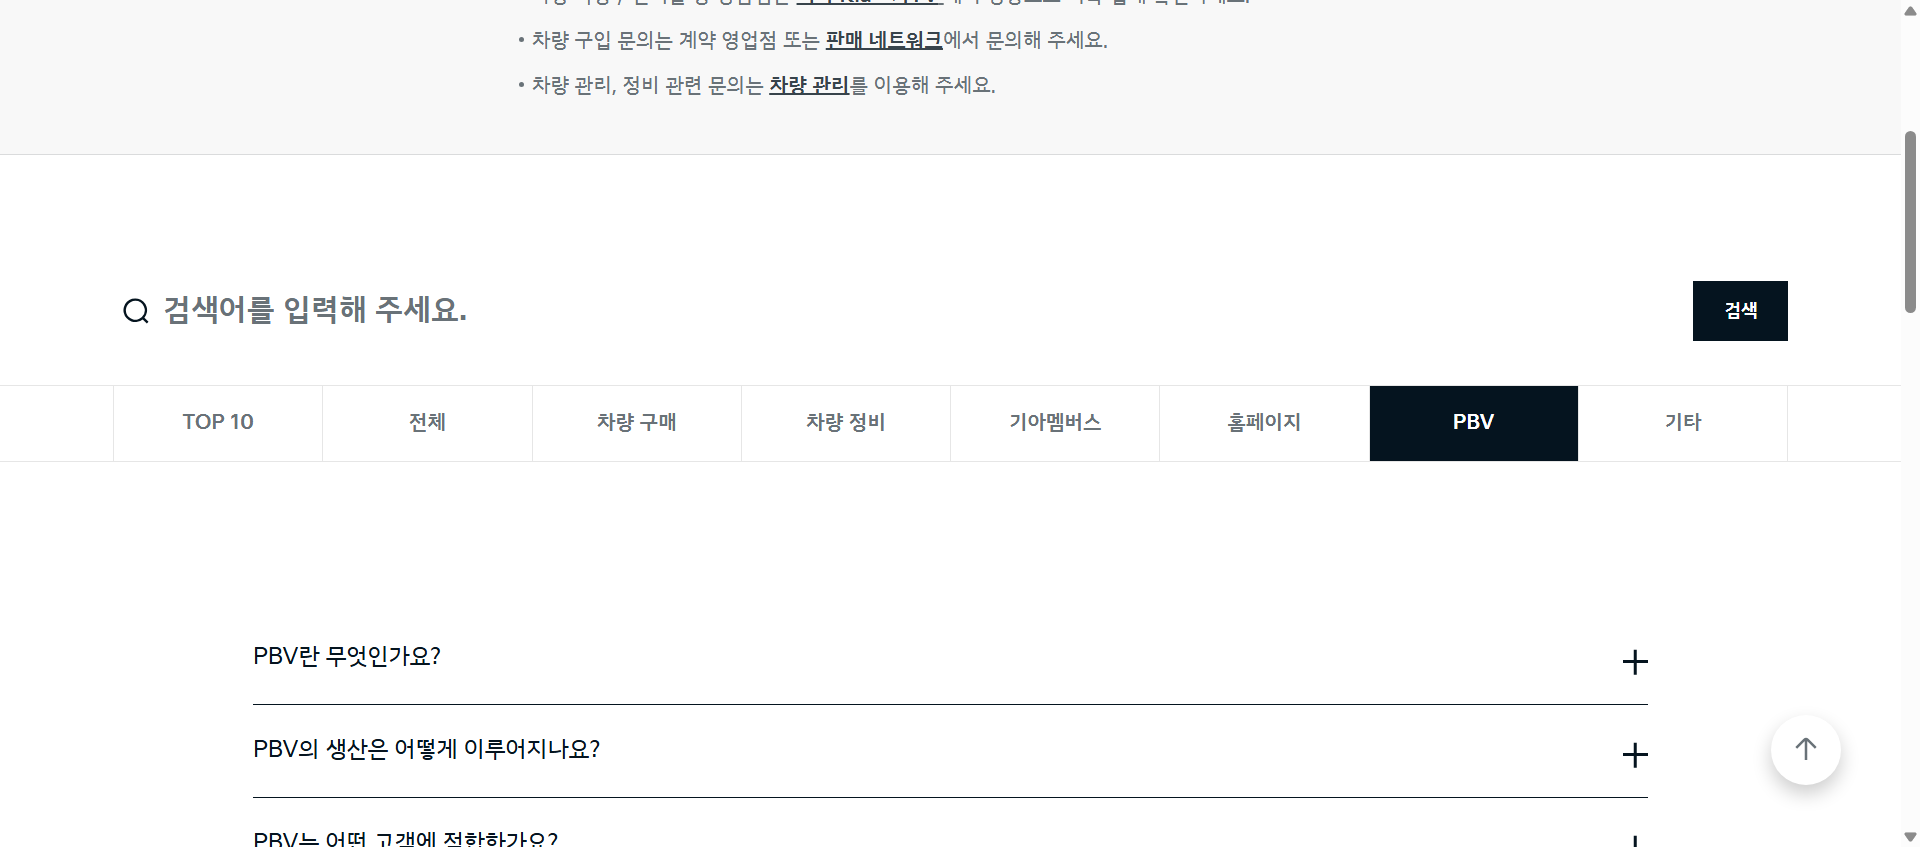 • 차량 구입 문의는 계약 영업점 또는 판매 네트워크에서 문의해 주세요.
• 차량 관리, 정비 관련 문의는 차량 관리를 이용해 주세요.
검색어를 입력해 주세요.
검색
TOP 10
전체
차량 구매
차량 정비
기아멤버스
홈페이지
PBV
기타
PBV란 무엇인가요?
PBV의 생산은 어떻게 이루어지나요?
PBV는 어떤 고객에 적합한가요?